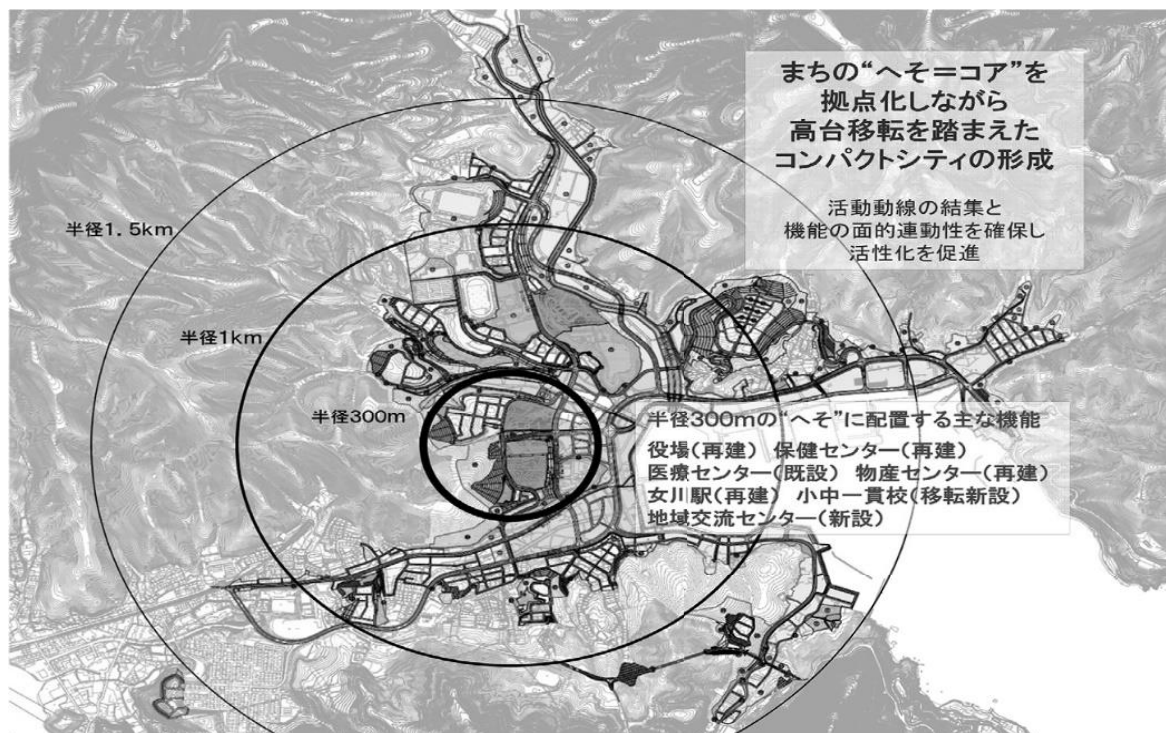 まちの“へそ＝コア”を
拠点化しながら
高台移転を踏まえた
コンパクトシティの形成
活動動線の結集と
機能の面的連動性を確保し
活性化を促進
半径1．5km
半径1km
半径300m
半径300mの“へそ”に配置する主な機能
役場(再建)　保健センター(再建)
医療センター(既設)　物産センター(再建)
女川駅(再建)　小中一貫校(移転新設)
地域交流センター(新設)